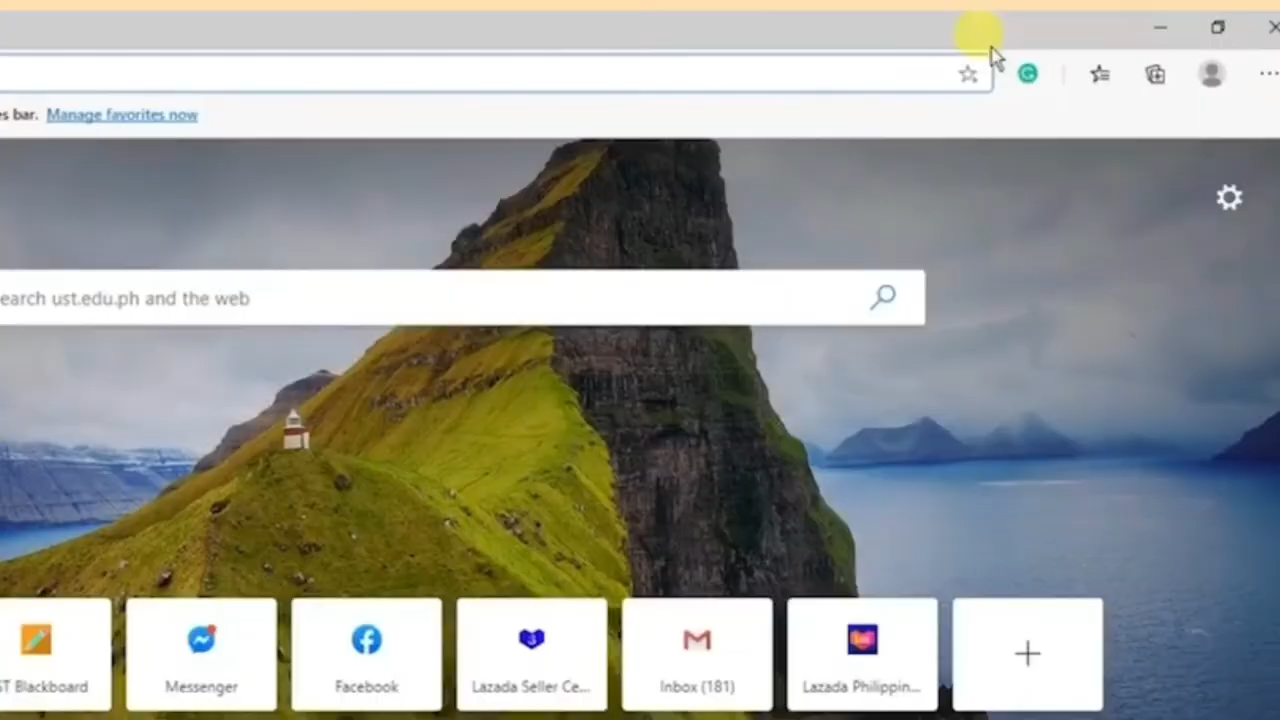 es bar. Manage favorites now
earch ust.edu.ph and the web
ST Blackboard
Messenger
Facebook
Lazada Seller Ce...
Inbox (181)
Lazada Philippin...